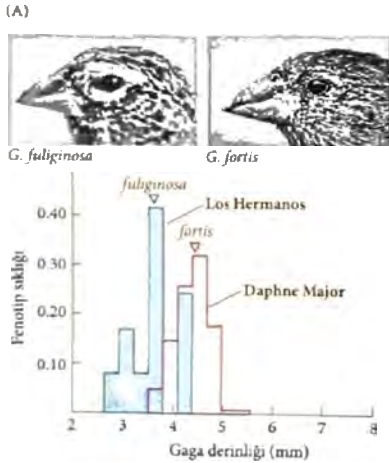 (A)
G. fuliginosa
G. fortis
fuliginosa
Los Hermanos
fortis
Daphne Major
Fenotip sıklığı
0.40
0.30
0.20
0.10
2 3 4 5 6 7 8
Gaga derinliği (mm)